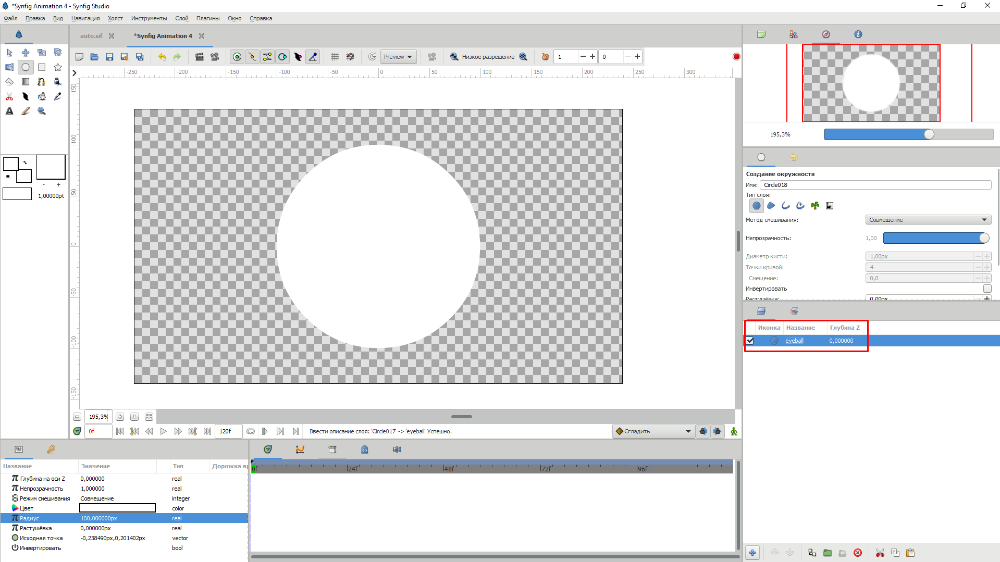 *Synfig Animation 4 - Synfig Studio
Файл Правка Вид Навигация Холст Инструменты Слой Плагины Окно Справка
auto.sif *Synfig Animation 4
Preview Низкое разрешение 1 0
-250 -200 -150 -100 -50 0 50 100 150 200 250 300
150
100
50
0
-50
-100
-150
- +
1,00000pt
195,3%
Создание окружности
Имя: Circle018
Тип слоя:
Метод смешивания: Совмещение
Непрозрачность: 1,00
Диаметр кисти: 1,00px
Точки кривой: 4
Смещение: 0,0
Инвертировать
Растушёвка: 0,00px
Иконка Название Глубина Z
eyeball 0,000000
195,3%
0f 120f Ввести описание слоя: 'Circle017' -> 'eyeball' Успешно. Сгладить
Название Значение Тип Дорожка в
Глубина на оси Z 0,000000 real
Непрозрачность 1,000000 real
Режим смешивания Совмещение integer
Цвет color
Радиус 100,000000px real
Растушёвка 0,000000px real
Исходная точка -0,238490px,0,201402px vector
Инвертировать bool
0f 24f 48f 72f 96f